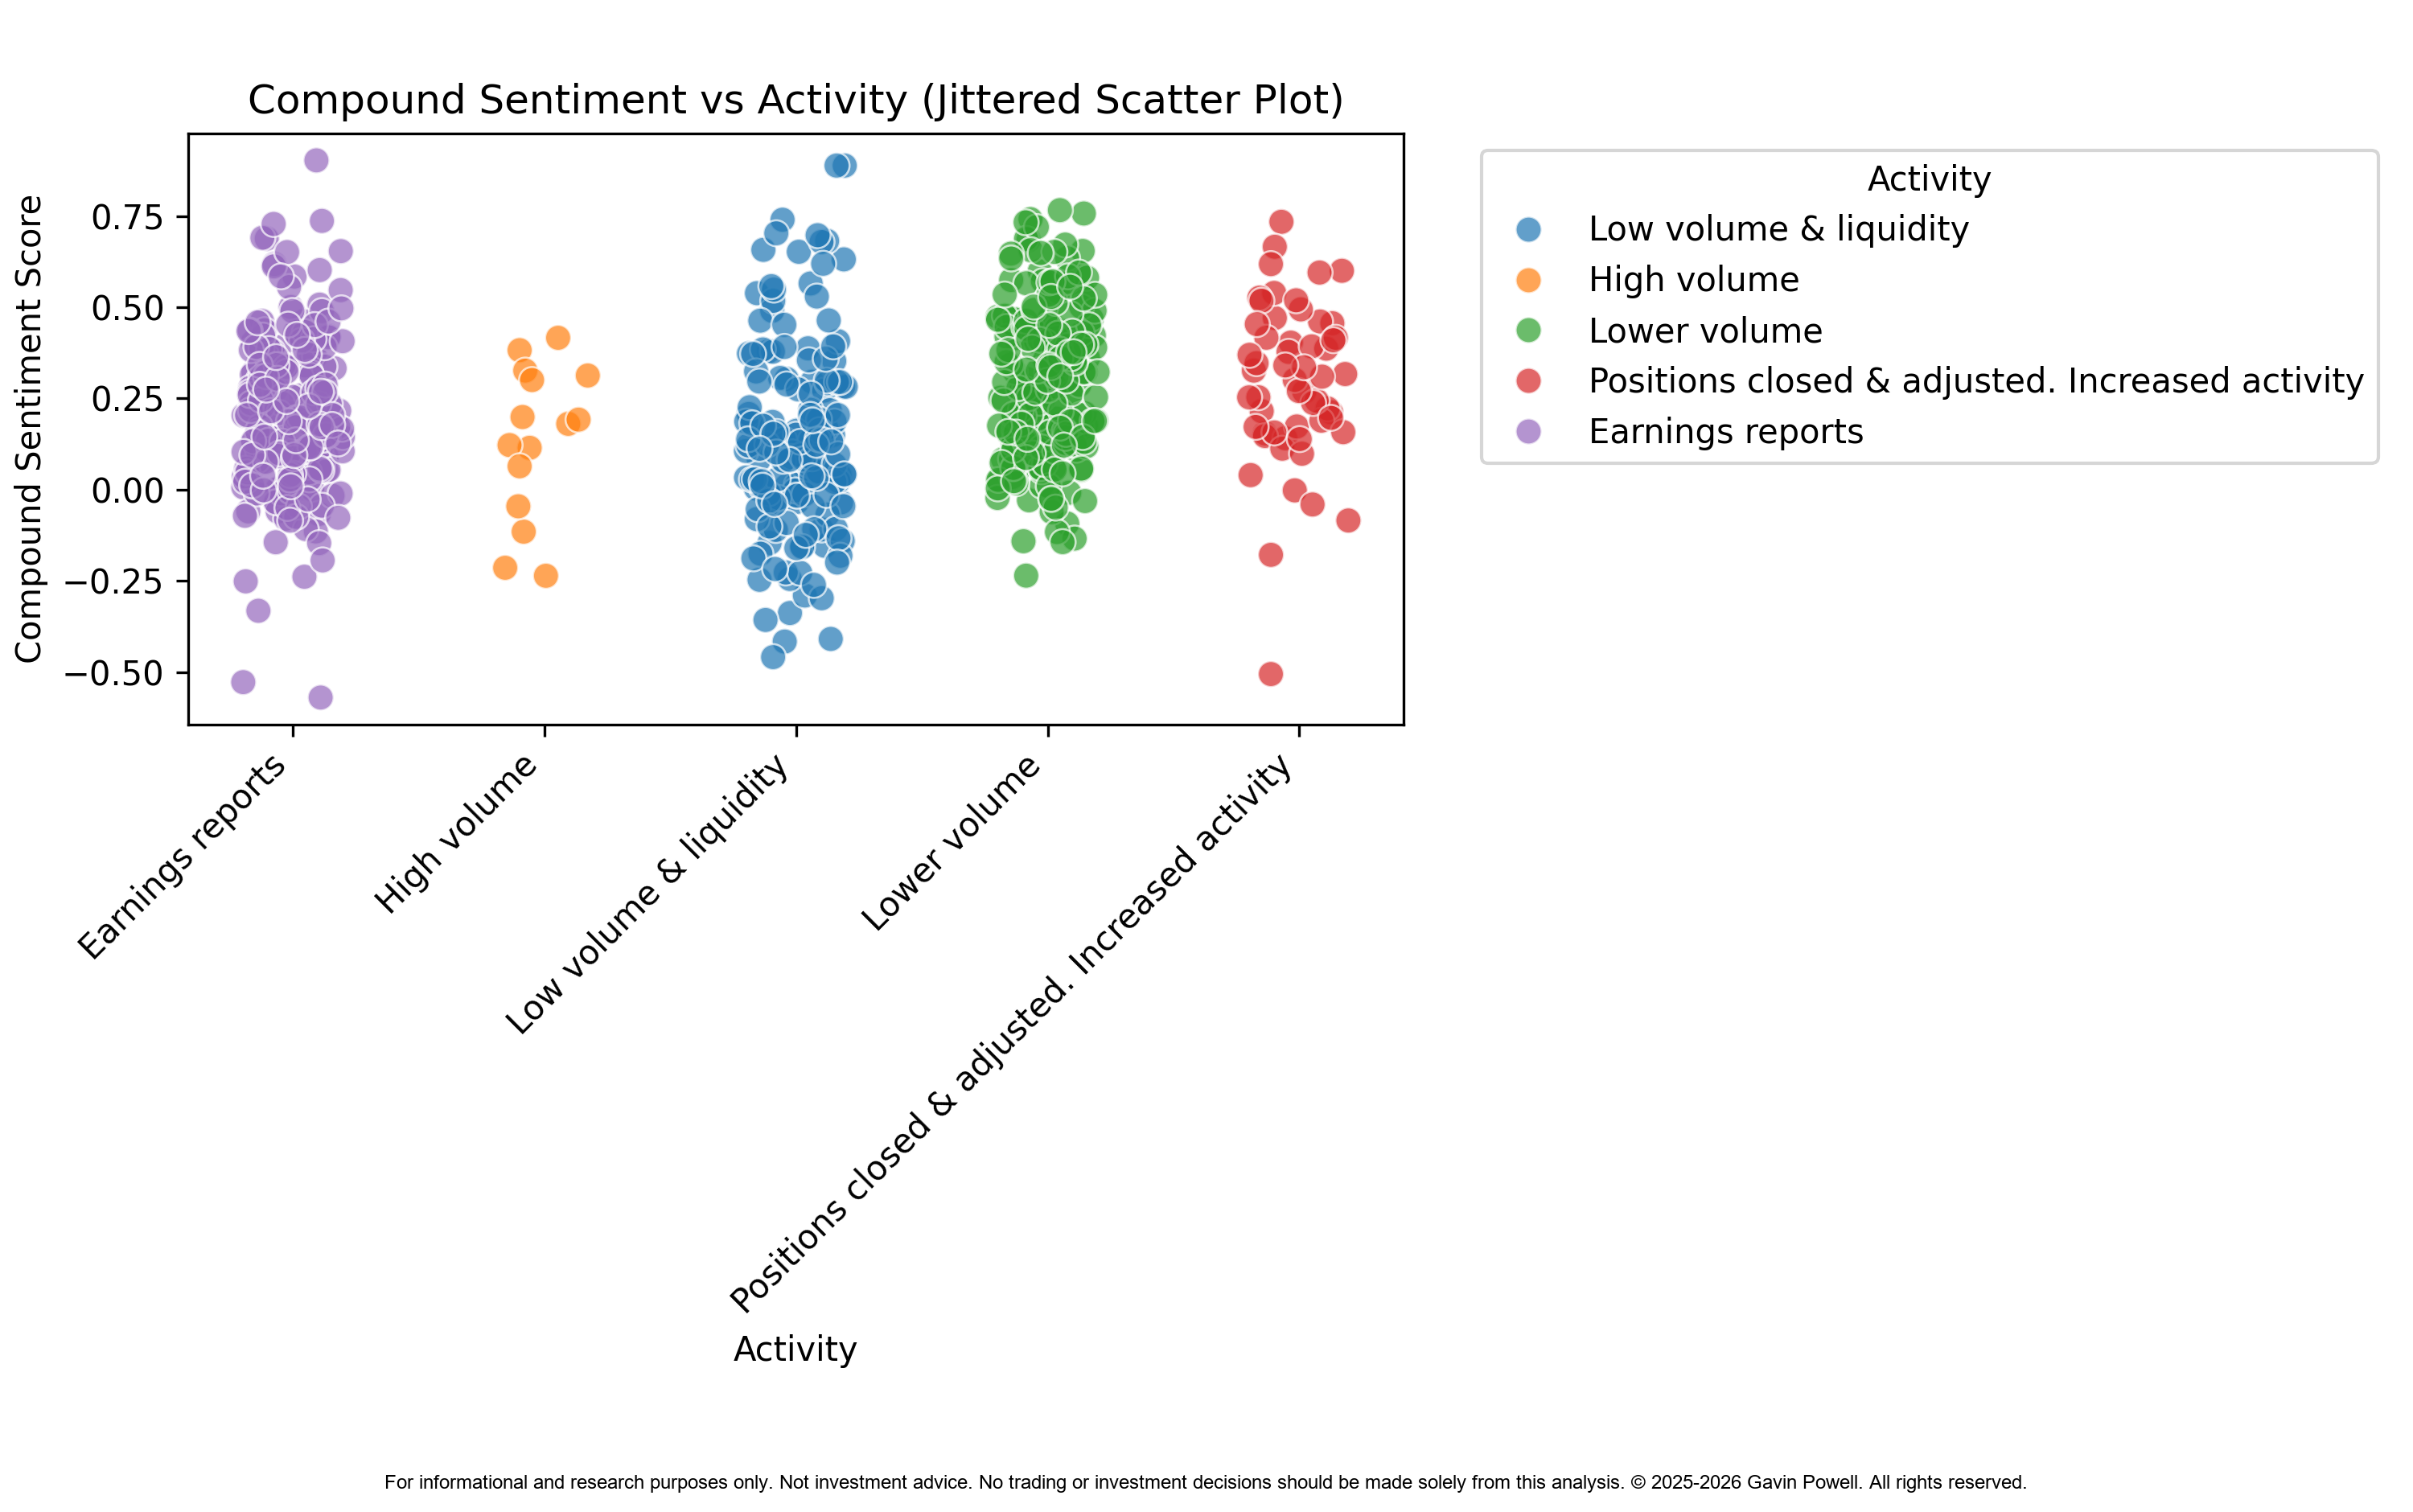 Compound Sentiment vs Activity (Jittered Scatter Plot)
Compound Sentiment Score
0.75
0.50
0.25
0.00
−0.25
−0.50
Earnings reports
High volume
Low volume & liquidity
Lower volume
Positions closed & adjusted. Increased activity
Activity
Activity
Low volume & liquidity
High volume
Lower volume
Positions closed & adjusted. Increased activity
Earnings reports
For informational and research purposes only. Not investment advice. No trading or investment decisions should be made solely from this analysis. © 2025-2026 Gavin Powell. All rights reserved.